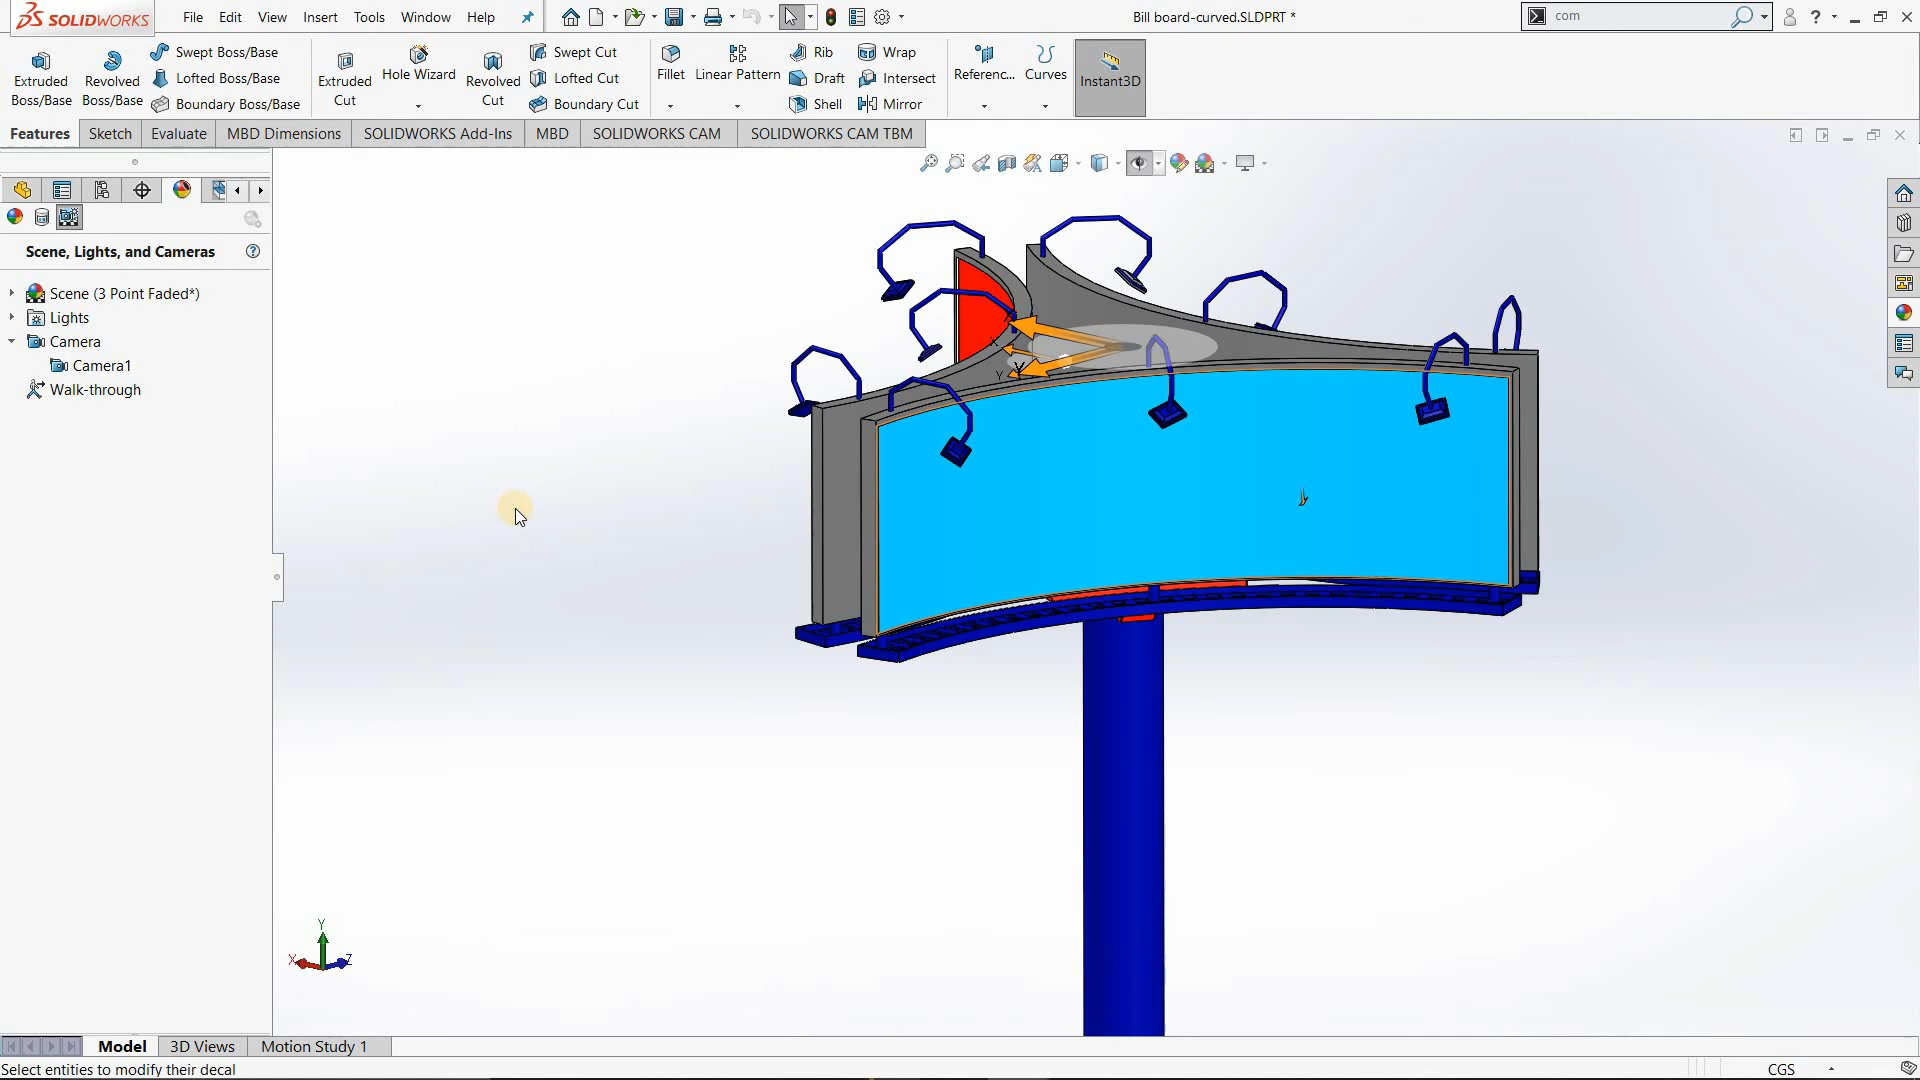 SOLIDWORKS File Edit View Insert Tools Window Help Bill board-curved.SLDPRT * com ?
Extruded Boss/Base
Revolved Boss/Base
Swept Boss/Base
Lofted Boss/Base
Boundary Boss/Base
Extruded Cut
Hole Wizard
Revolved Cut
Swept Cut
Lofted Cut
Boundary Cut
Fillet
Linear Pattern
Rib
Draft
Shell
Wrap
Intersect
Mirror
Referenc...
Curves
Instant3D
Features Sketch Evaluate MBD Dimensions SOLIDWORKS Add-Ins MBD SOLIDWORKS CAM SOLIDWORKS CAM TBM
Scene, Lights, and Cameras ?
Scene (3 Point Faded*)
Lights
Camera
Camera1
Walk-through
X
Y Y
Y
X Z
Model 3D Views Motion Study 1
Select entities to modify their decal CGS